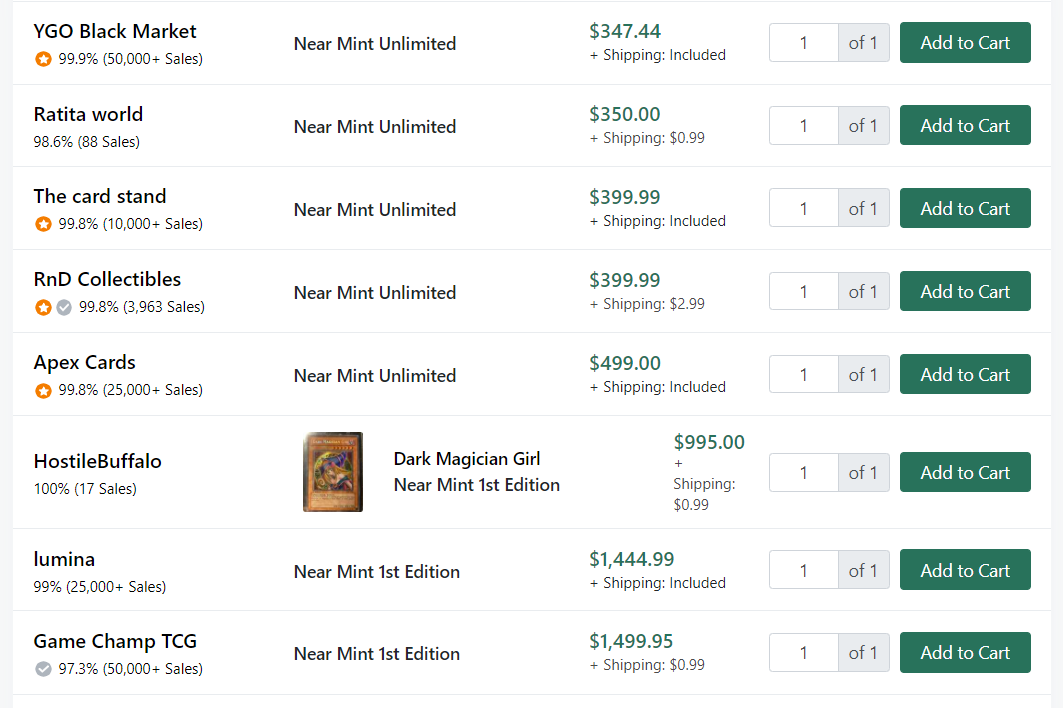 YGO Black Market
99.9% (50,000+ Sales)
Near Mint Unlimited
$347.44
+ Shipping: Included
1 of 1
Add to Cart
Ratita world
98.6% (88 Sales)
Near Mint Unlimited
$350.00
+ Shipping: $0.99
1 of 1
Add to Cart
The card stand
99.8% (10,000+ Sales)
Near Mint Unlimited
$399.99
+ Shipping: Included
1 of 1
Add to Cart
RnD Collectibles
99.8% (3,963 Sales)
Near Mint Unlimited
$399.99
+ Shipping: $2.99
1 of 1
Add to Cart
Apex Cards
99.8% (25,000+ Sales)
Near Mint Unlimited
$499.00
+ Shipping: Included
1 of 1
Add to Cart
HostileBuffalo
100% (17 Sales)
Dark Magician Girl
Near Mint 1st Edition
$995.00
+
Shipping:
$0.99
1 of 1
Add to Cart
lumina
99% (25,000+ Sales)
Near Mint 1st Edition
$1,444.99
+ Shipping: Included
1 of 1
Add to Cart
Game Champ TCG
97.3% (50,000+ Sales)
Near Mint 1st Edition
$1,499.95
+ Shipping: $0.99
1 of 1
Add to Cart